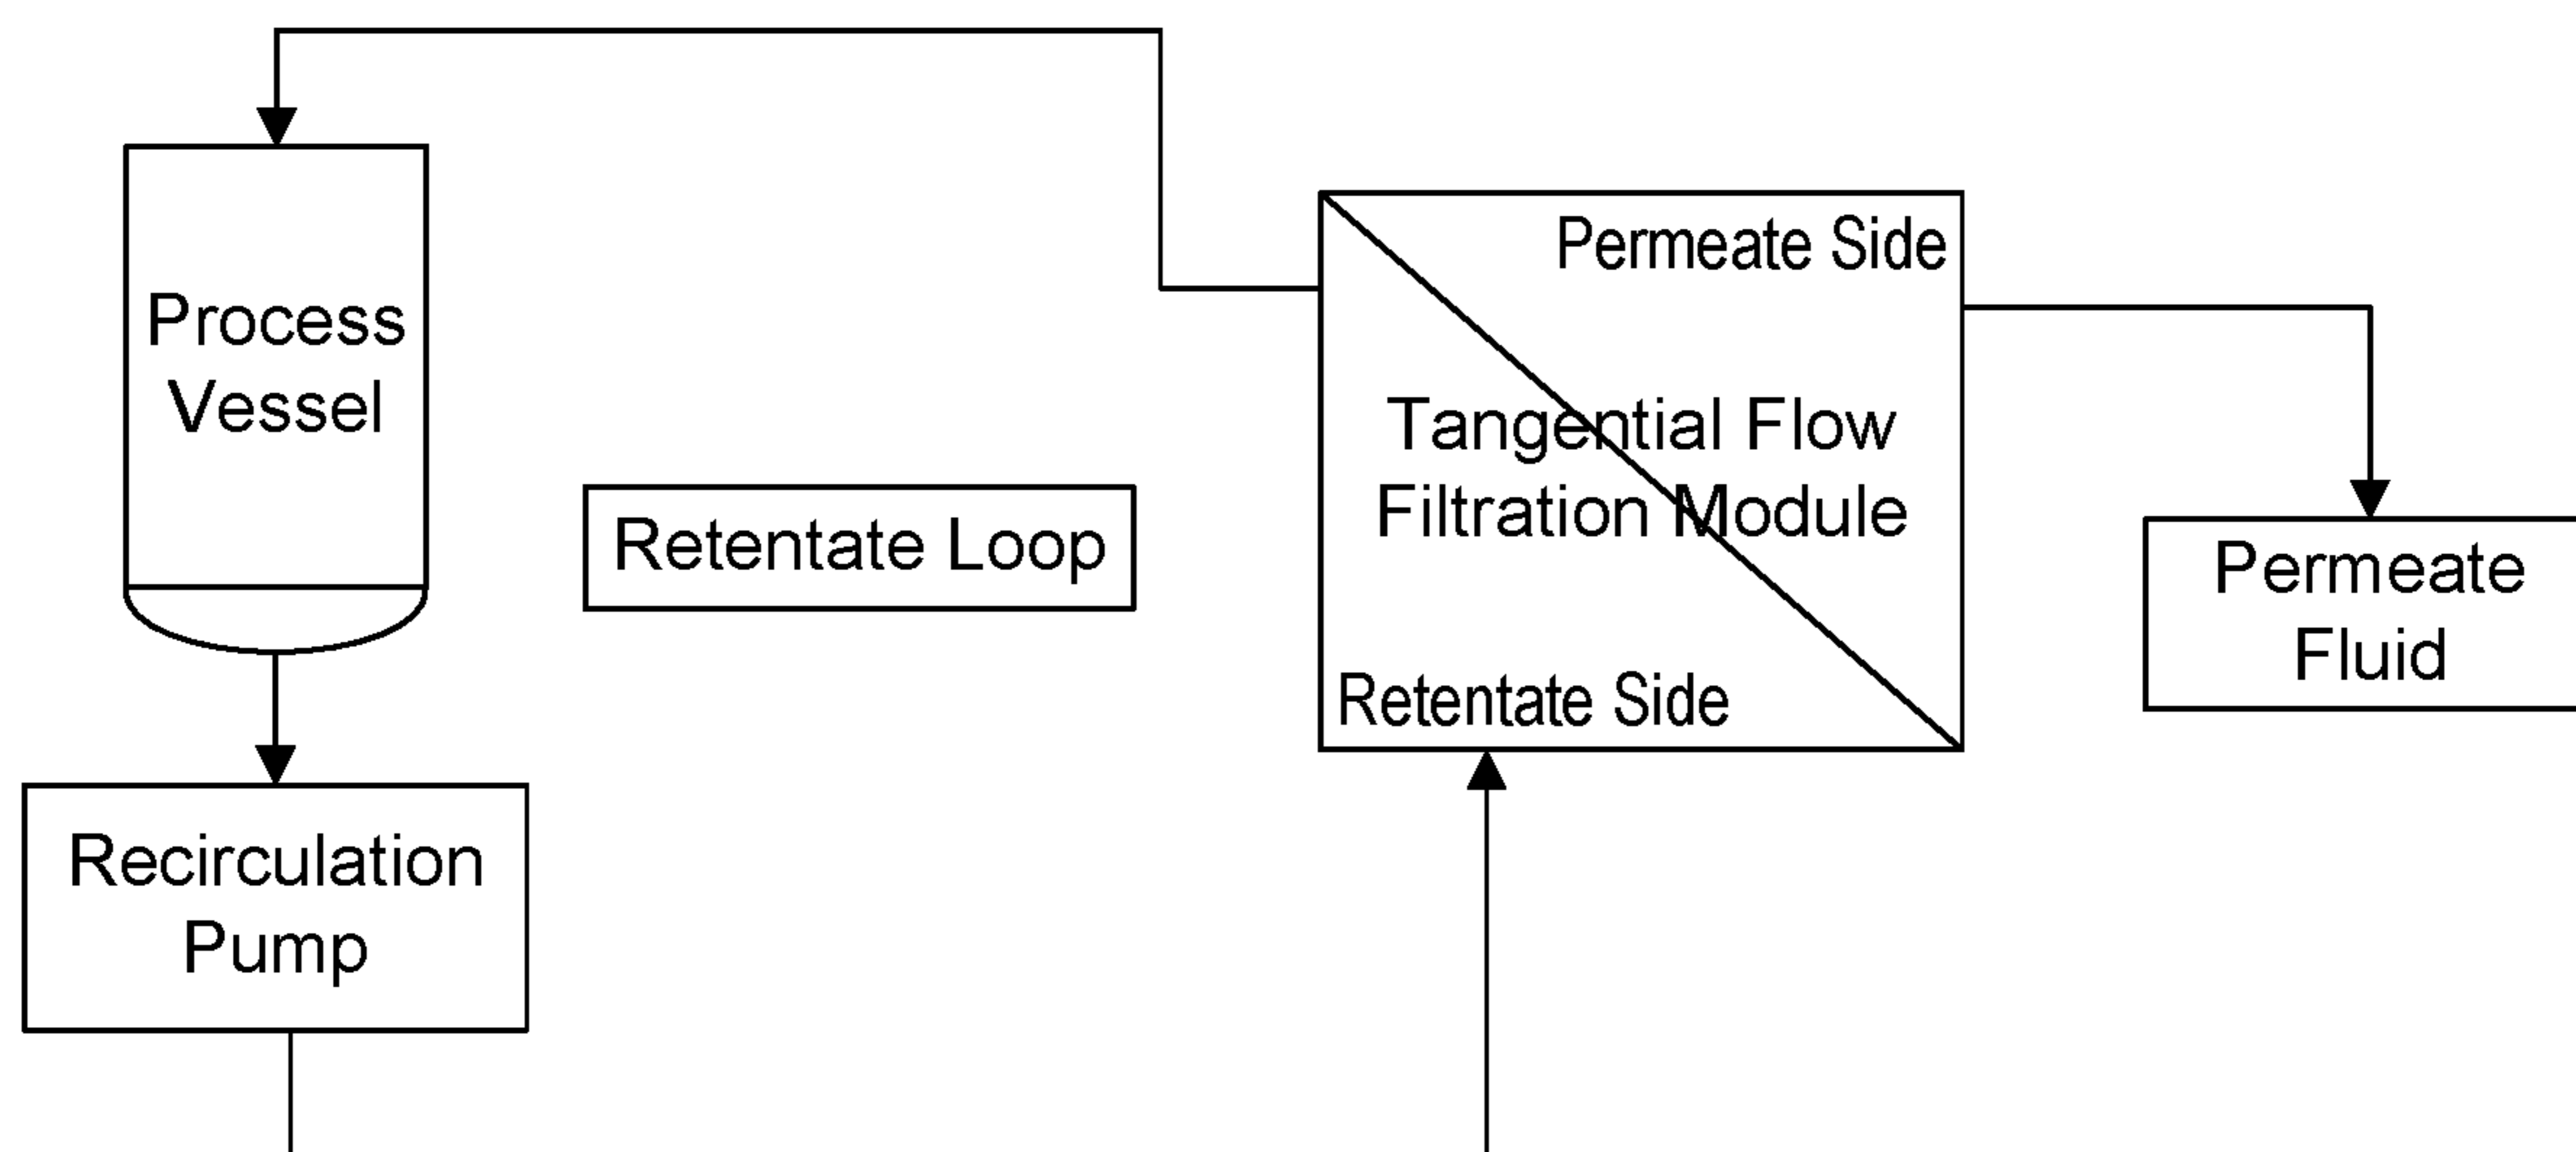 Process
Vessel
Retentate Loop
Permeate Side
Tangential Flow
Filtration Module
Retentate Side
Permeate
Fluid
Recirculation
Pump